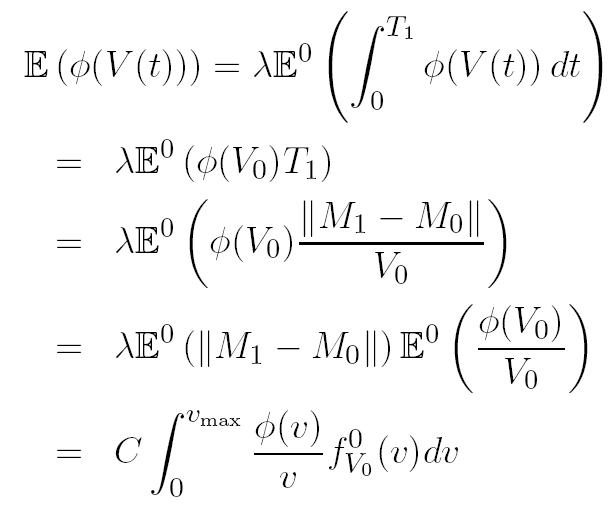 𝔼 (ϕ(V(t))) = λ𝔼⁰ ( ∫₀^{T₁} ϕ(V(t)) dt )
= λ𝔼⁰ (ϕ(V₀)T₁)
= λ𝔼⁰ ( ϕ(V₀) ‖M₁ − M₀‖ / V₀ )
= λ𝔼⁰ (‖M₁ − M₀‖) 𝔼⁰ ( ϕ(V₀) / V₀ )
= C ∫₀^{v_max} ϕ(v) / v f⁰_{V₀}(v)dv